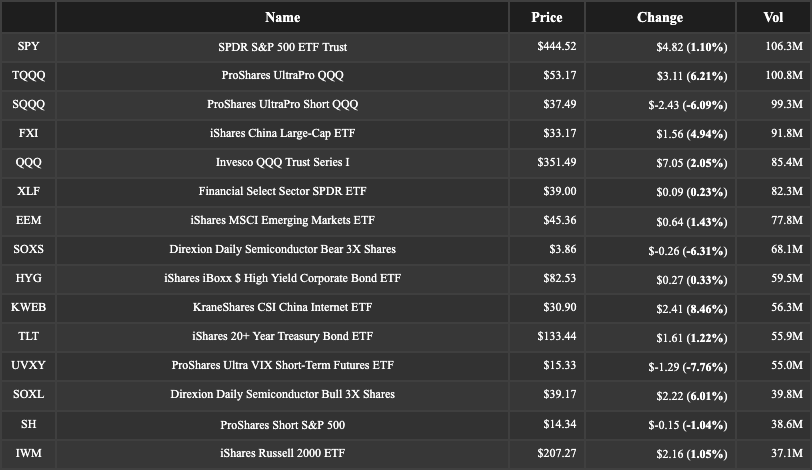 Name Price Change Vol
SPY SPDR S&P 500 ETF Trust $444.52 $4.82 (1.10%) 106.3M
TQQQ ProShares UltraPro QQQ $53.17 $3.11 (6.21%) 100.8M
SQQQ ProShares UltraPro Short QQQ $37.49 $-2.43 (-6.09%) 99.3M
FXI iShares China Large-Cap ETF $33.17 $1.56 (4.94%) 91.8M
QQQ Invesco QQQ Trust Series I $351.49 $7.05 (2.05%) 85.4M
XLF Financial Select Sector SPDR ETF $39.00 $0.09 (0.23%) 82.3M
EEM iShares MSCI Emerging Markets ETF $45.36 $0.64 (1.43%) 77.8M
SOXS Direxion Daily Semiconductor Bear 3X Shares $3.86 $-0.26 (-6.31%) 68.1M
HYG iShares iBoxx $ High Yield Corporate Bond ETF $82.53 $0.27 (0.33%) 59.5M
KWEB KraneShares CSI China Internet ETF $30.90 $2.41 (8.46%) 56.3M
TLT iShares 20+ Year Treasury Bond ETF $133.44 $1.61 (1.22%) 55.9M
UVXY ProShares Ultra VIX Short-Term Futures ETF $15.33 $-1.29 (-7.76%) 55.0M
SOXL Direxion Daily Semiconductor Bull 3X Shares $39.17 $2.22 (6.01%) 39.8M
SH ProShares Short S&P 500 $14.34 $-0.15 (-1.04%) 38.6M
IWM iShares Russell 2000 ETF $207.27 $2.16 (1.05%) 37.1M